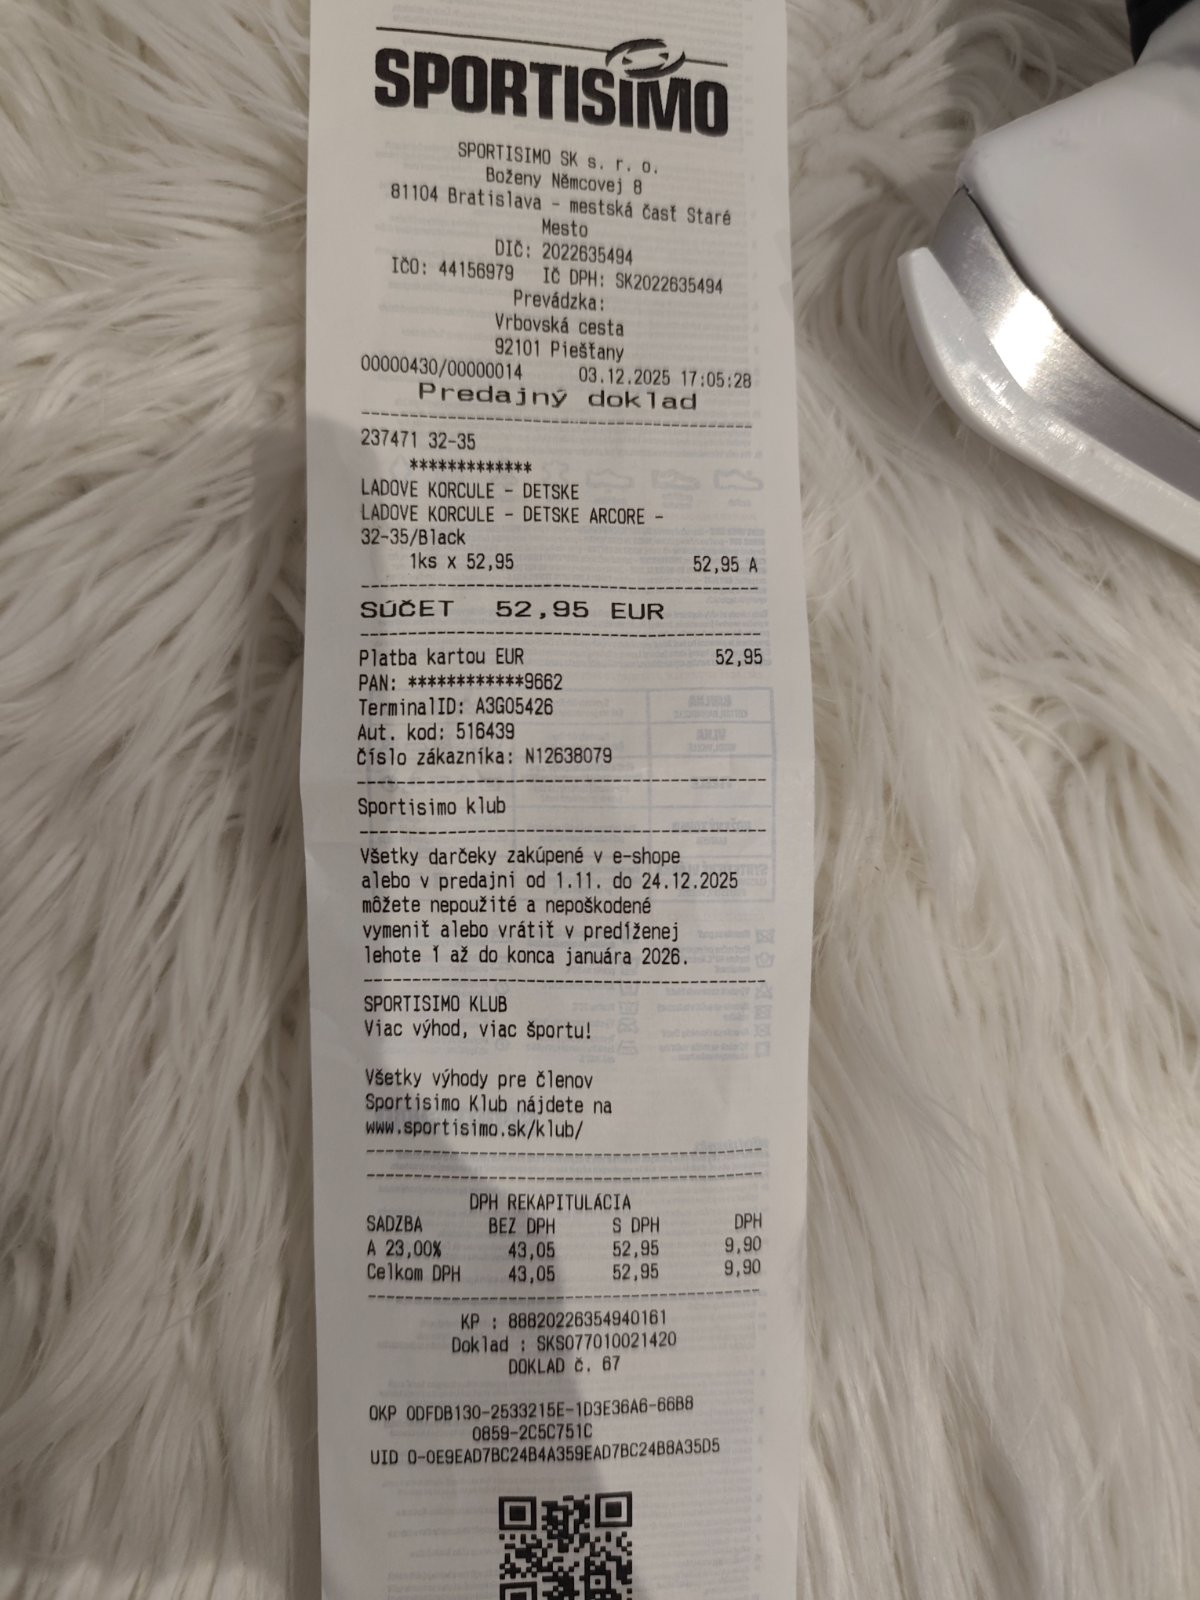 SPORTISIMO
SPORTISIMO SK s. r. o.
Boženy Němcovej 8
81104 Bratislava - mestská časť Staré
Mesto
DIČ: 2022635494
IČO: 44156979 IČ DPH: SK2022635494
Prevádzka:
Vrbovská cesta
92101 Piešťany
00000430/00000014 03.12.2025 17:05:28
Predajný doklad
237471 32-35
*************
LADOVE KORCULE - DETSKE
LADOVE KORCULE - DETSKE ARCORE -
32-35/Black
1ks x 52,95 52,95 A
SÚČET 52,95 EUR
Platba kartou EUR 52,95
PAN: ************9662
TerminalID: A3G05426
Aut. kod: 516439
Číslo zákazníka: N12638079
Sportisimo klub
Všetky darčeky zakúpené v e-shope
alebo v predajni od 1.11. do 24.12.2025
môžete nepoužité a nepoškodené
vymeniť alebo vrátiť v predĺženej
lehote 1 až do konca januára 2026.
SPORTISIMO KLUB
Viac výhod, viac športu!
Všetky výhody pre členov
Sportisimo Klub nájdete na
www.sportisimo.sk/klub/
DPH REKAPITULÁCIA
SADZBA BEZ DPH S DPH DPH
A 23,00% 43,05 52,95 9,90
Celkom DPH 43,05 52,95 9,90
KP : 88820226354940161
Doklad : SKS077010021420
DOKLAD č. 67
OKP 0DFDB130-2533215E-1D3E36A6-66B8
0859-2C5C751C
UID O-0E9EAD7BC24B4A359EAD7BC24B8A35D5